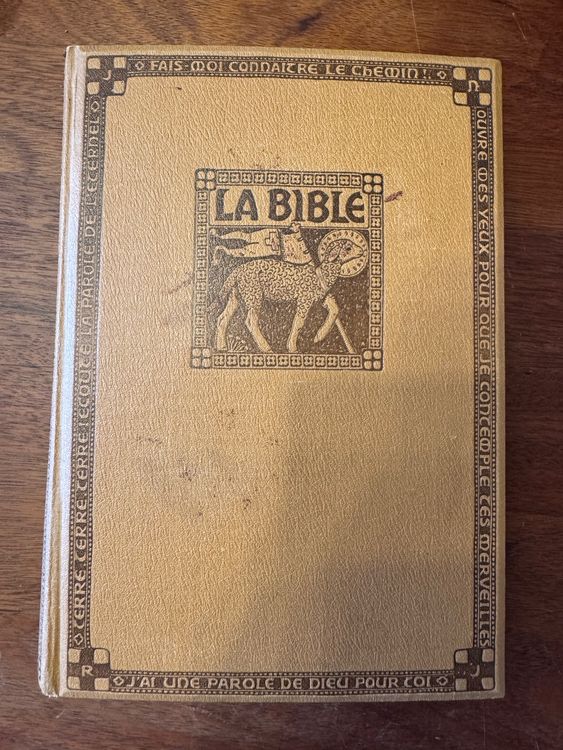 FAIS MOI CONNAITRE LE CHEMIN!
OUVRE MES YEUX POUR QUE JE CONTEMPLE TES MERVEILLES
J'AI UNE PAROLE DE DIEU POUR TOI
TERRE TERRE TERRE ECOUTE LA PAROLE DE L'ETERNEL
J
N
R
J
LA BIBLE